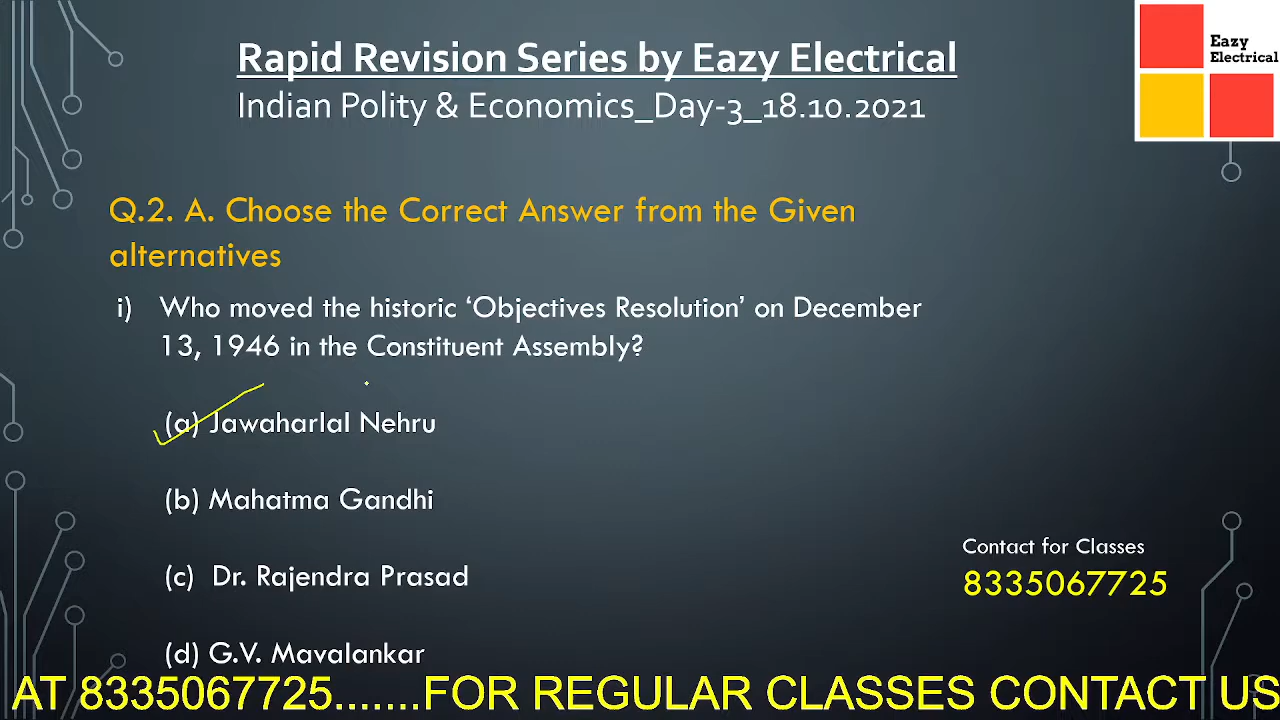 Rapid Revision Series by Eazy Electrical
Indian Polity & Economics_Day-3_18.10.2021
Eazy
Electrical
Q.2. A. Choose the Correct Answer from the Given
alternatives
i) Who moved the historic ‘Objectives Resolution’ on December
13, 1946 in the Constituent Assembly?
(a) Jawaharlal Nehru
(b) Mahatma Gandhi
(c) Dr. Rajendra Prasad
(d) G.V. Mavalankar
Contact for Classes
8335067725
AT 8335067725.......FOR REGULAR CLASSES CONTACT US